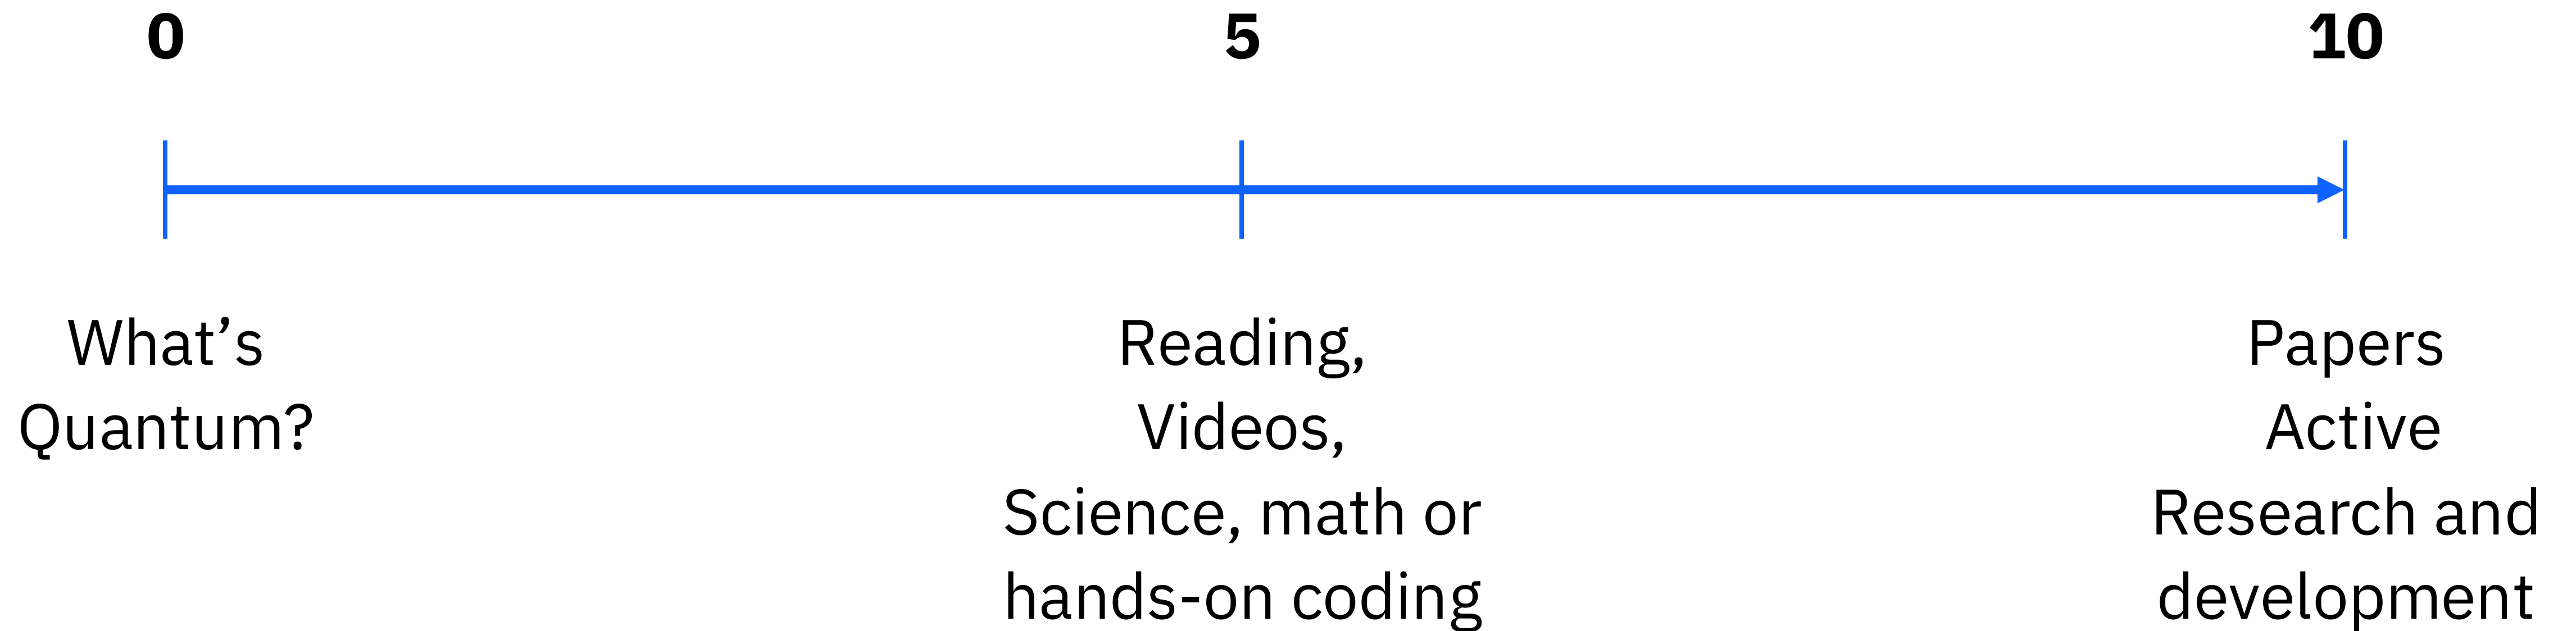 0
5
10
What’s
Quantum?
Reading,
Videos,
Science, math or
hands-on coding
Papers
Active
Research and
development